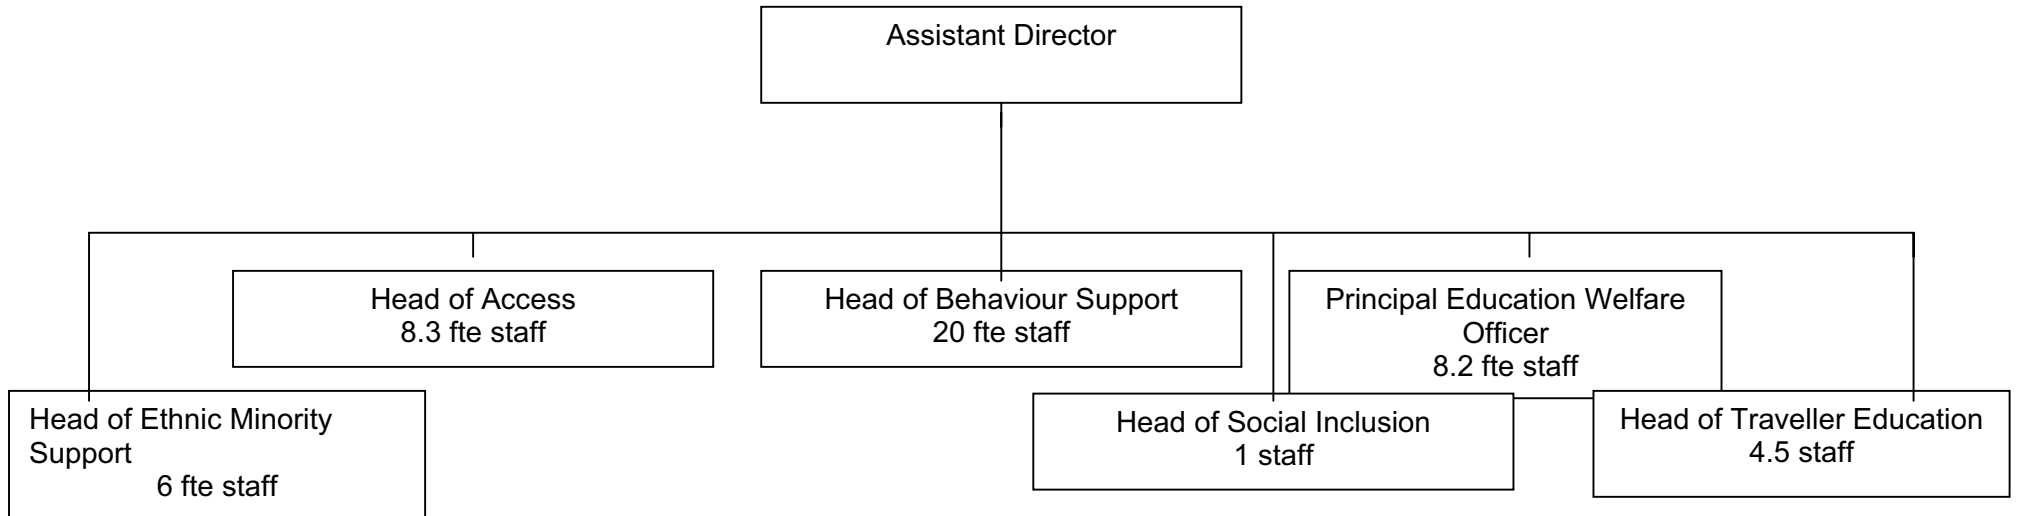 Assistant Director
Head of Access
8.3 fte staff
Head of Behaviour Support
20 fte staff
Principal Education Welfare
Officer
8.2 fte staff
Head of Ethnic Minority
Support
6 fte staff
Head of Social Inclusion
1 staff
Head of Traveller Education
4.5 staff